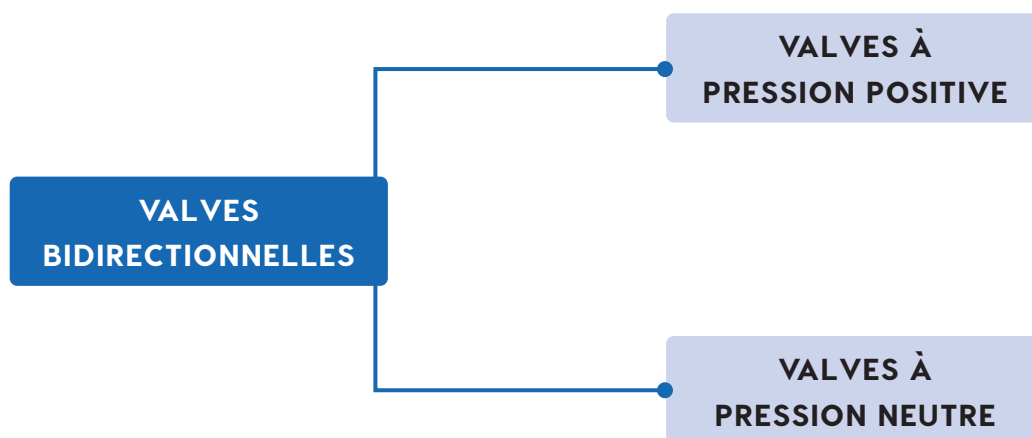 VALVES À
PRESSION POSITIVE
VALVES
BIDIRECTIONNELLES
VALVES À
PRESSION NEUTRE